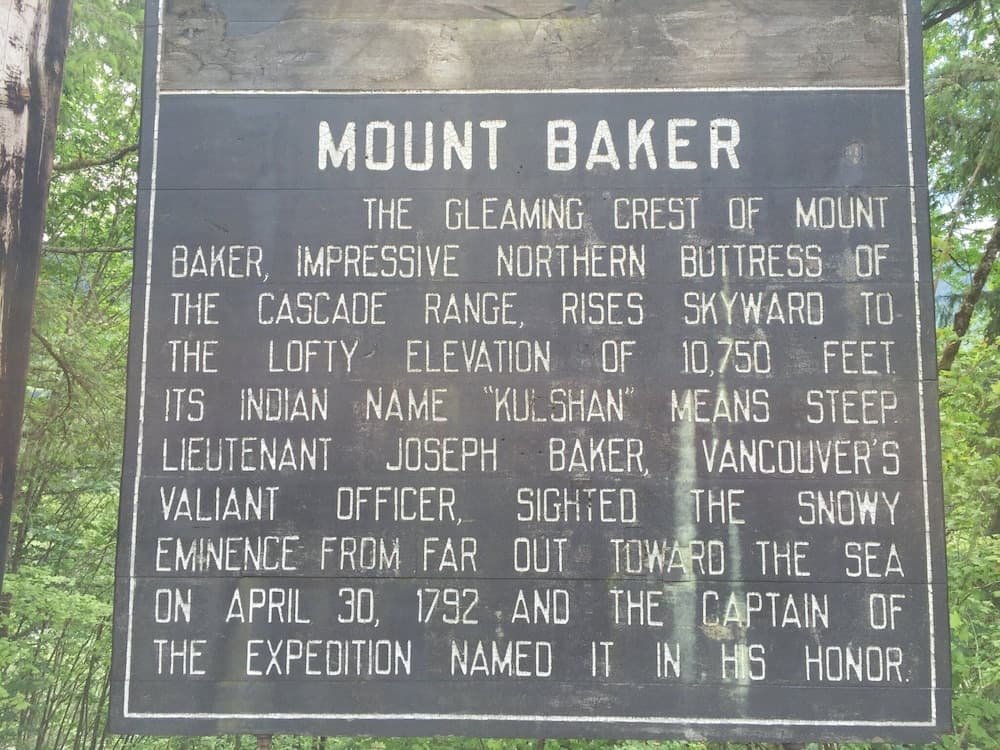 MOUNT BAKER
THE GLEAMING CREST OF MOUNT
BAKER, IMPRESSIVE NORTHERN BUTTRESS OF
THE CASCADE RANGE, RISES SKYWARD TO
THE LOFTY ELEVATION OF 10,750 FEET.
ITS INDIAN NAME "KULSHAN" MEANS STEEP.
LIEUTENANT JOSEPH BAKER, VANCOUVER'S
VALIANT OFFICER, SIGHTED THE SNOWY
EMINENCE FROM FAR OUT TOWARD THE SEA
ON APRIL 30, 1792 AND THE CAPTAIN OF
THE EXPEDITION NAMED IT IN HIS HONOR.